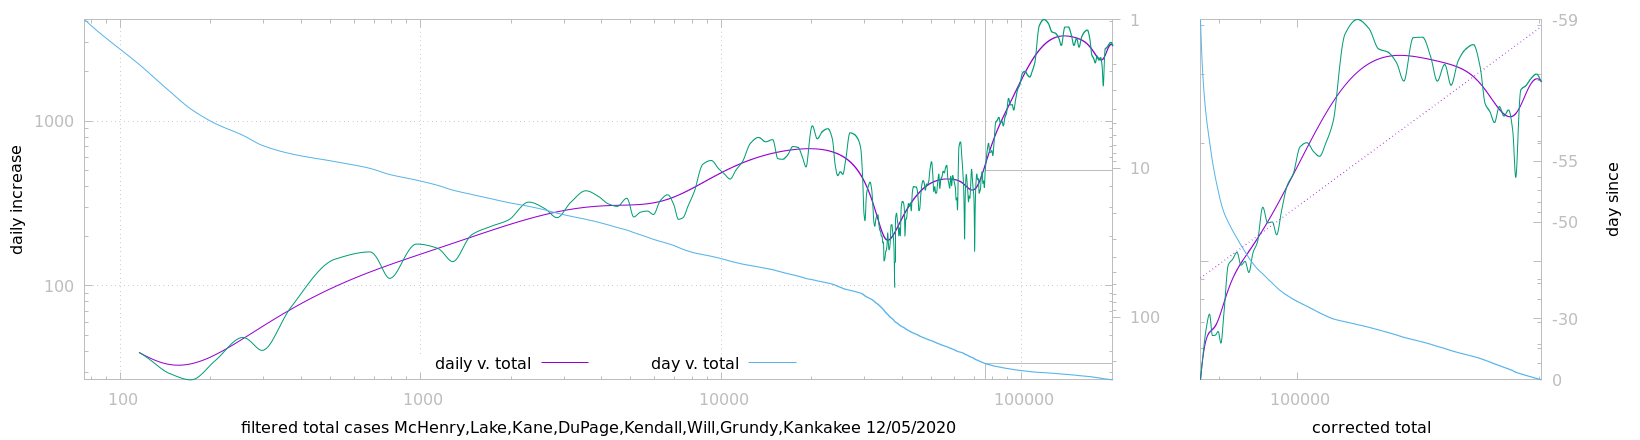 1000
100
daily increase
100
1000
10000
100000
1
10
100
daily v. total
day v. total
filtered total cases McHenry,Lake,Kane,DuPage,Kendall,Will,Grundy,Kankakee 12/05/2020
-59
-55
-50
-30
0
day since
100000
corrected total